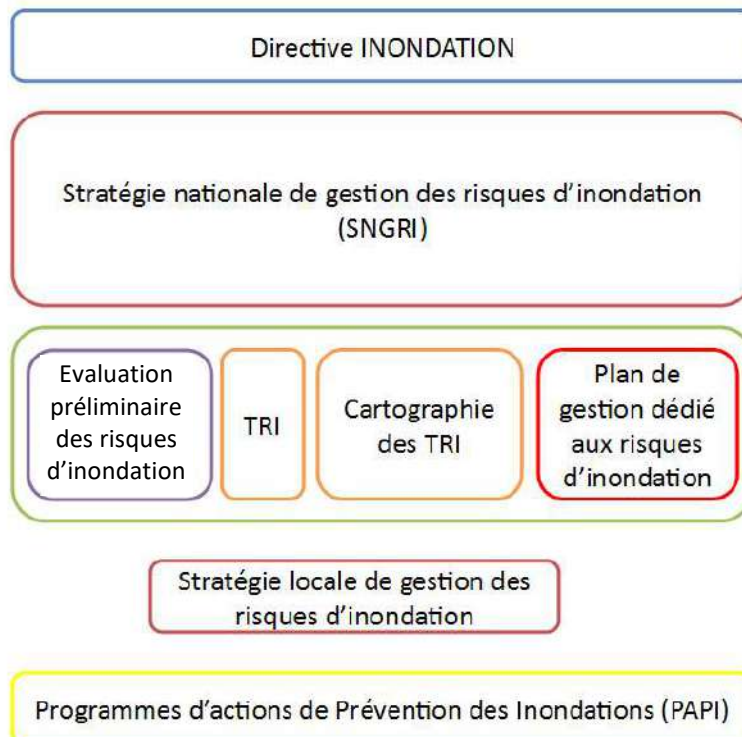 Directive INONDATION
Stratégie nationale de gestion des risques d'inondation
(SNGRI)
Evaluation
préliminaire
des risques
d'inondation
TRI
Cartographie
des TRI
Plan de
gestion dédié
aux risques
d'inondation
Stratégie locale de gestion des
risques d'inondation
Programmes d'actions de Prévention des Inondations (PAPI)